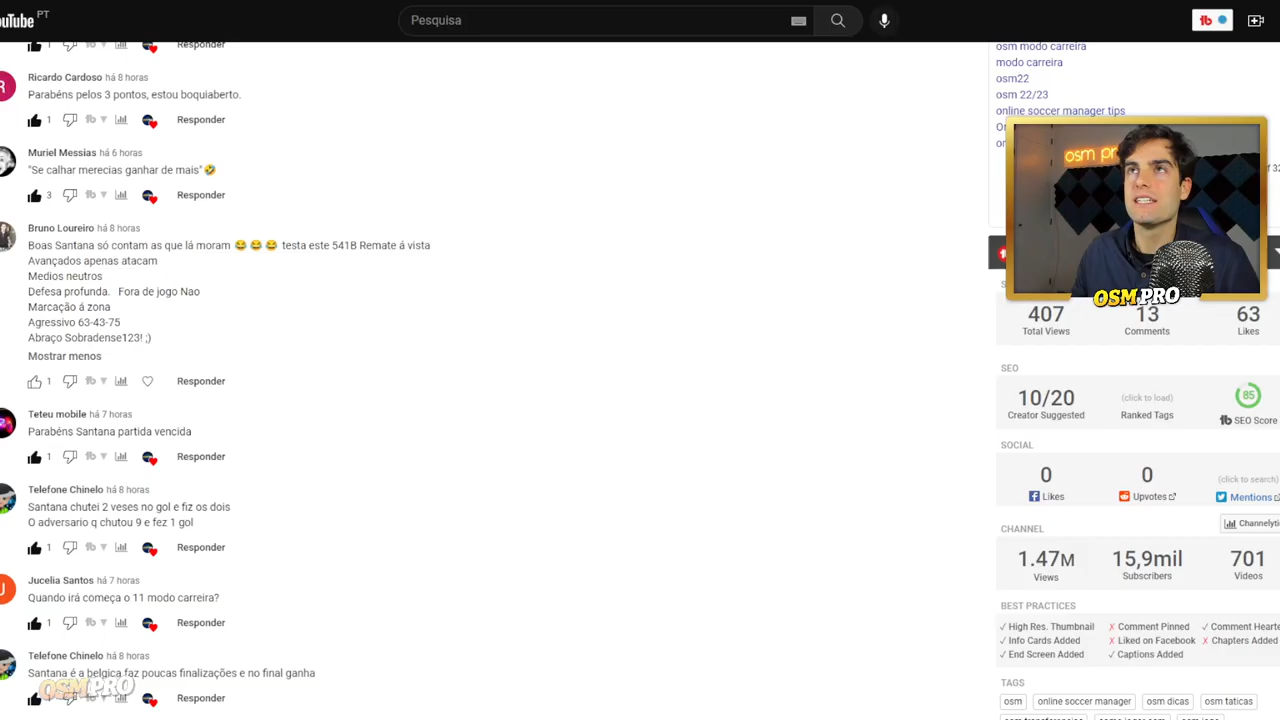 YouTube PT
Pesquisa
1 Responder
Ricardo Cardoso há 8 horas
Parabéns pelos 3 pontos, estou boquiaberto.
1 Responder
Muriel Messias há 6 horas
"Se calhar merecias ganhar de mais"🤣
3 Responder
Bruno Loureiro há 8 horas
Boas Santana só contam as que lá moram 😂 😂 😂 testa este 541B Remate á vista
Avançados apenas atacam
Medios neutros
Defesa profunda. Fora de jogo Nao
Marcação á zona
Agressivo 63-43-75
Abraço Sobradense123! ;)
Mostrar menos
1 Responder
Teteu mobile há 7 horas
Parabéns Santana partida vencida
1 Responder
Telefone Chinelo há 8 horas
Santana chutei 2 veses no gol e fiz os dois
O adversario q chutou 9 e fez 1 gol
1 Responder
Jucelia Santos há 7 horas
Quando irá começa o 11 modo carreira?
1 Responder
Telefone Chinelo há 8 horas
Santana é a belgica faz poucas finalizações e no final ganha
OSM PRO
Responder
osm modo carreira
modo carreira
osm22
osm 22/23
online soccer manager tips
osm pr
OSM PRO
407 13 63
Total Views Comments Likes
SEO
10/20 (click to load) 85
Creator Suggested Ranked Tags SEO Score
SOCIAL
0 0 (click to search)
Likes Upvotes Mentions
Channelyti
CHANNEL
1.47M 15,9mil 701
Views Subscribers Videos
BEST PRACTICES
✓ High Res. Thumbnail ✗ Comment Pinned ✓ Comment Hearte
✓ Info Cards Added ✗ Liked on Facebook ✗ Chapters Added
✓ End Screen Added ✓ Captions Added
TAGS
osm online soccer manager osm dicas osm taticas